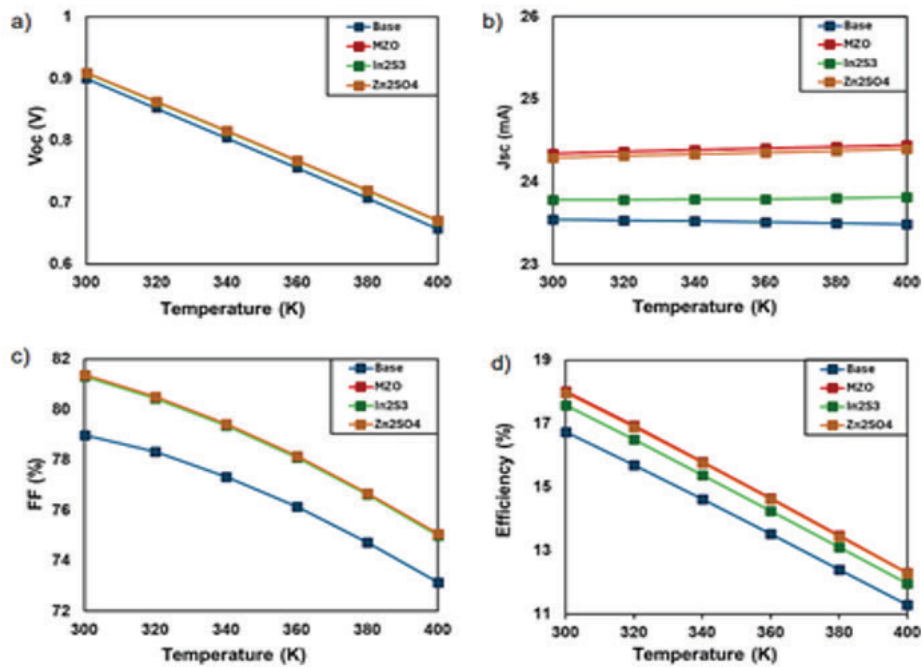 a)
1
0.9
0.8
0.7
0.6
Voc (V)
Base
MZO
In2S3
Zn2SO4
300 320 340 360 380 400
Temperature (K)
b)
26
25
24
23
Jsc (mA)
Base
MZO
In2S3
Zn2SO4
300 320 340 360 380 400
Temperature (K)
c)
82
80
78
76
74
72
FF (%)
Base
MZO
In2S3
Zn2SO4
300 320 340 360 380 400
Temperature (K)
d)
19
17
15
13
11
Efficiency (%)
Base
MZO
In2S3
Zn2SO4
300 320 340 360 380 400
Temperature (K)